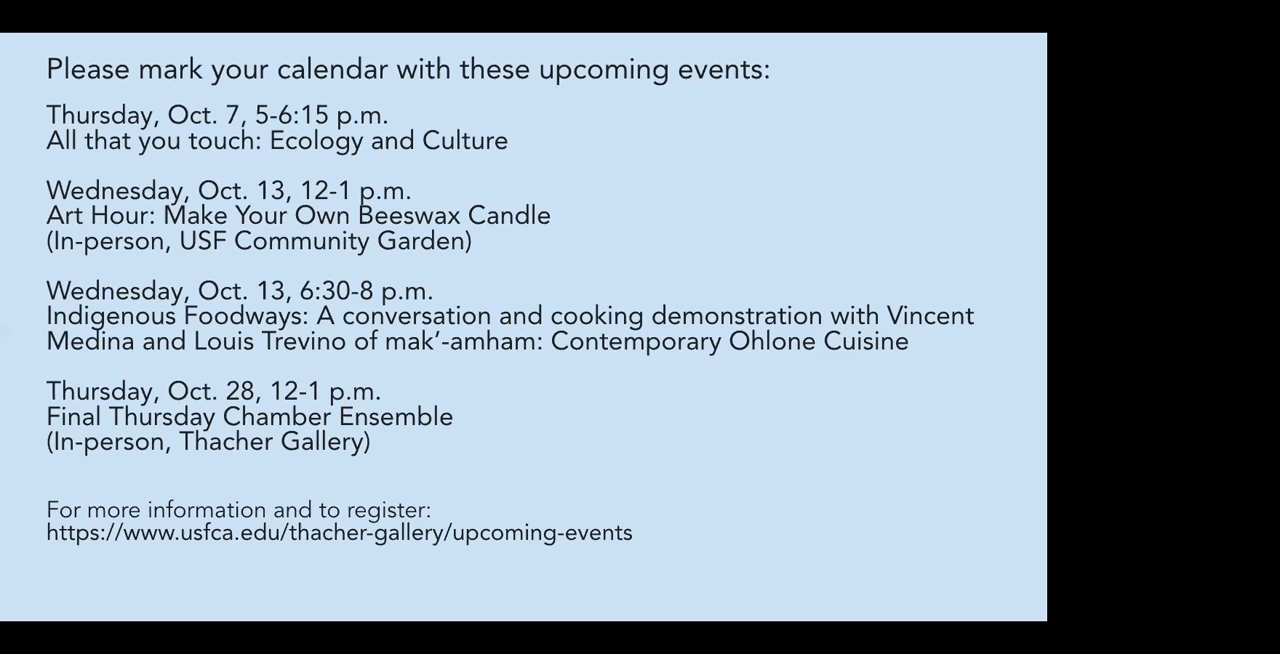 Please mark your calendar with these upcoming events:
Thursday, Oct. 7, 5-6:15 p.m.
All that you touch: Ecology and Culture
Wednesday, Oct. 13, 12-1 p.m.
Art Hour: Make Your Own Beeswax Candle
(In-person, USF Community Garden)
Wednesday, Oct. 13, 6:30-8 p.m.
Indigenous Foodways: A conversation and cooking demonstration with Vincent
Medina and Louis Trevino of mak’-amham: Contemporary Ohlone Cuisine
Thursday, Oct. 28, 12-1 p.m.
Final Thursday Chamber Ensemble
(In-person, Thacher Gallery)
For more information and to register:
https://www.usfca.edu/thacher-gallery/upcoming-events